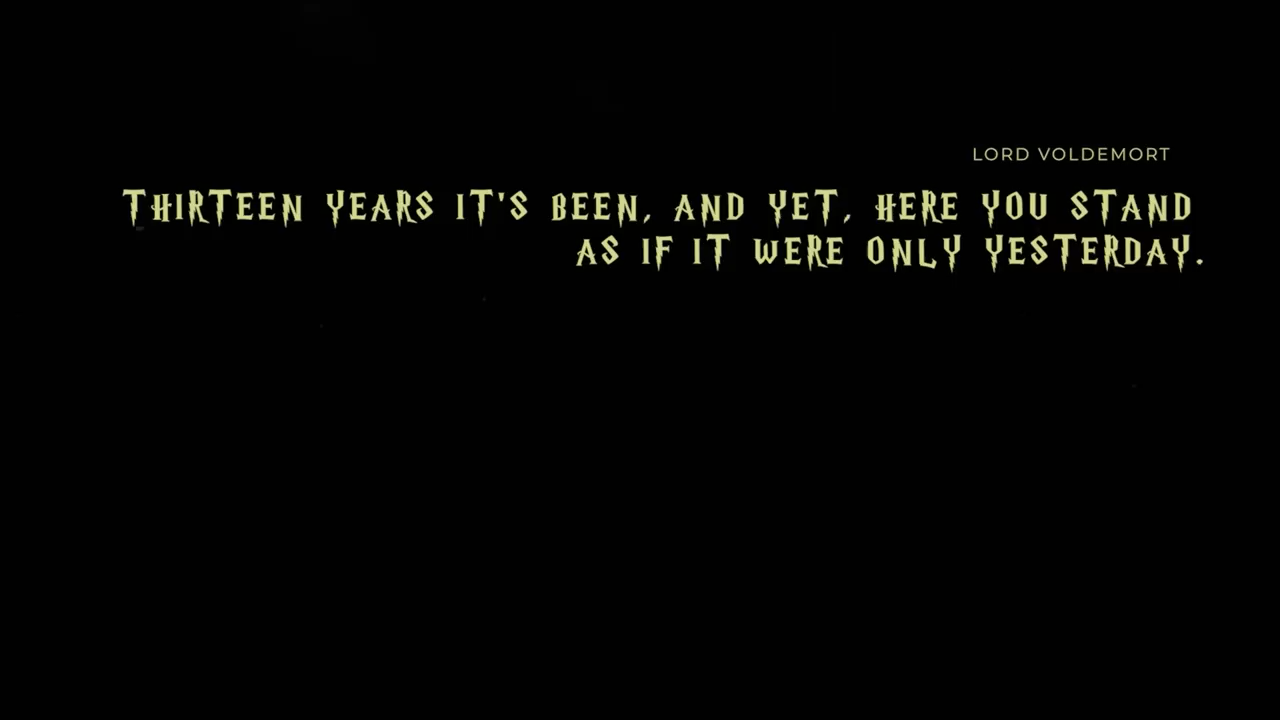 LORD VOLDEMORT
THIRTEEN YEARS IT'S BEEN, AND YET, HERE YOU STAND
AS IF IT WERE ONLY YESTERDAY.